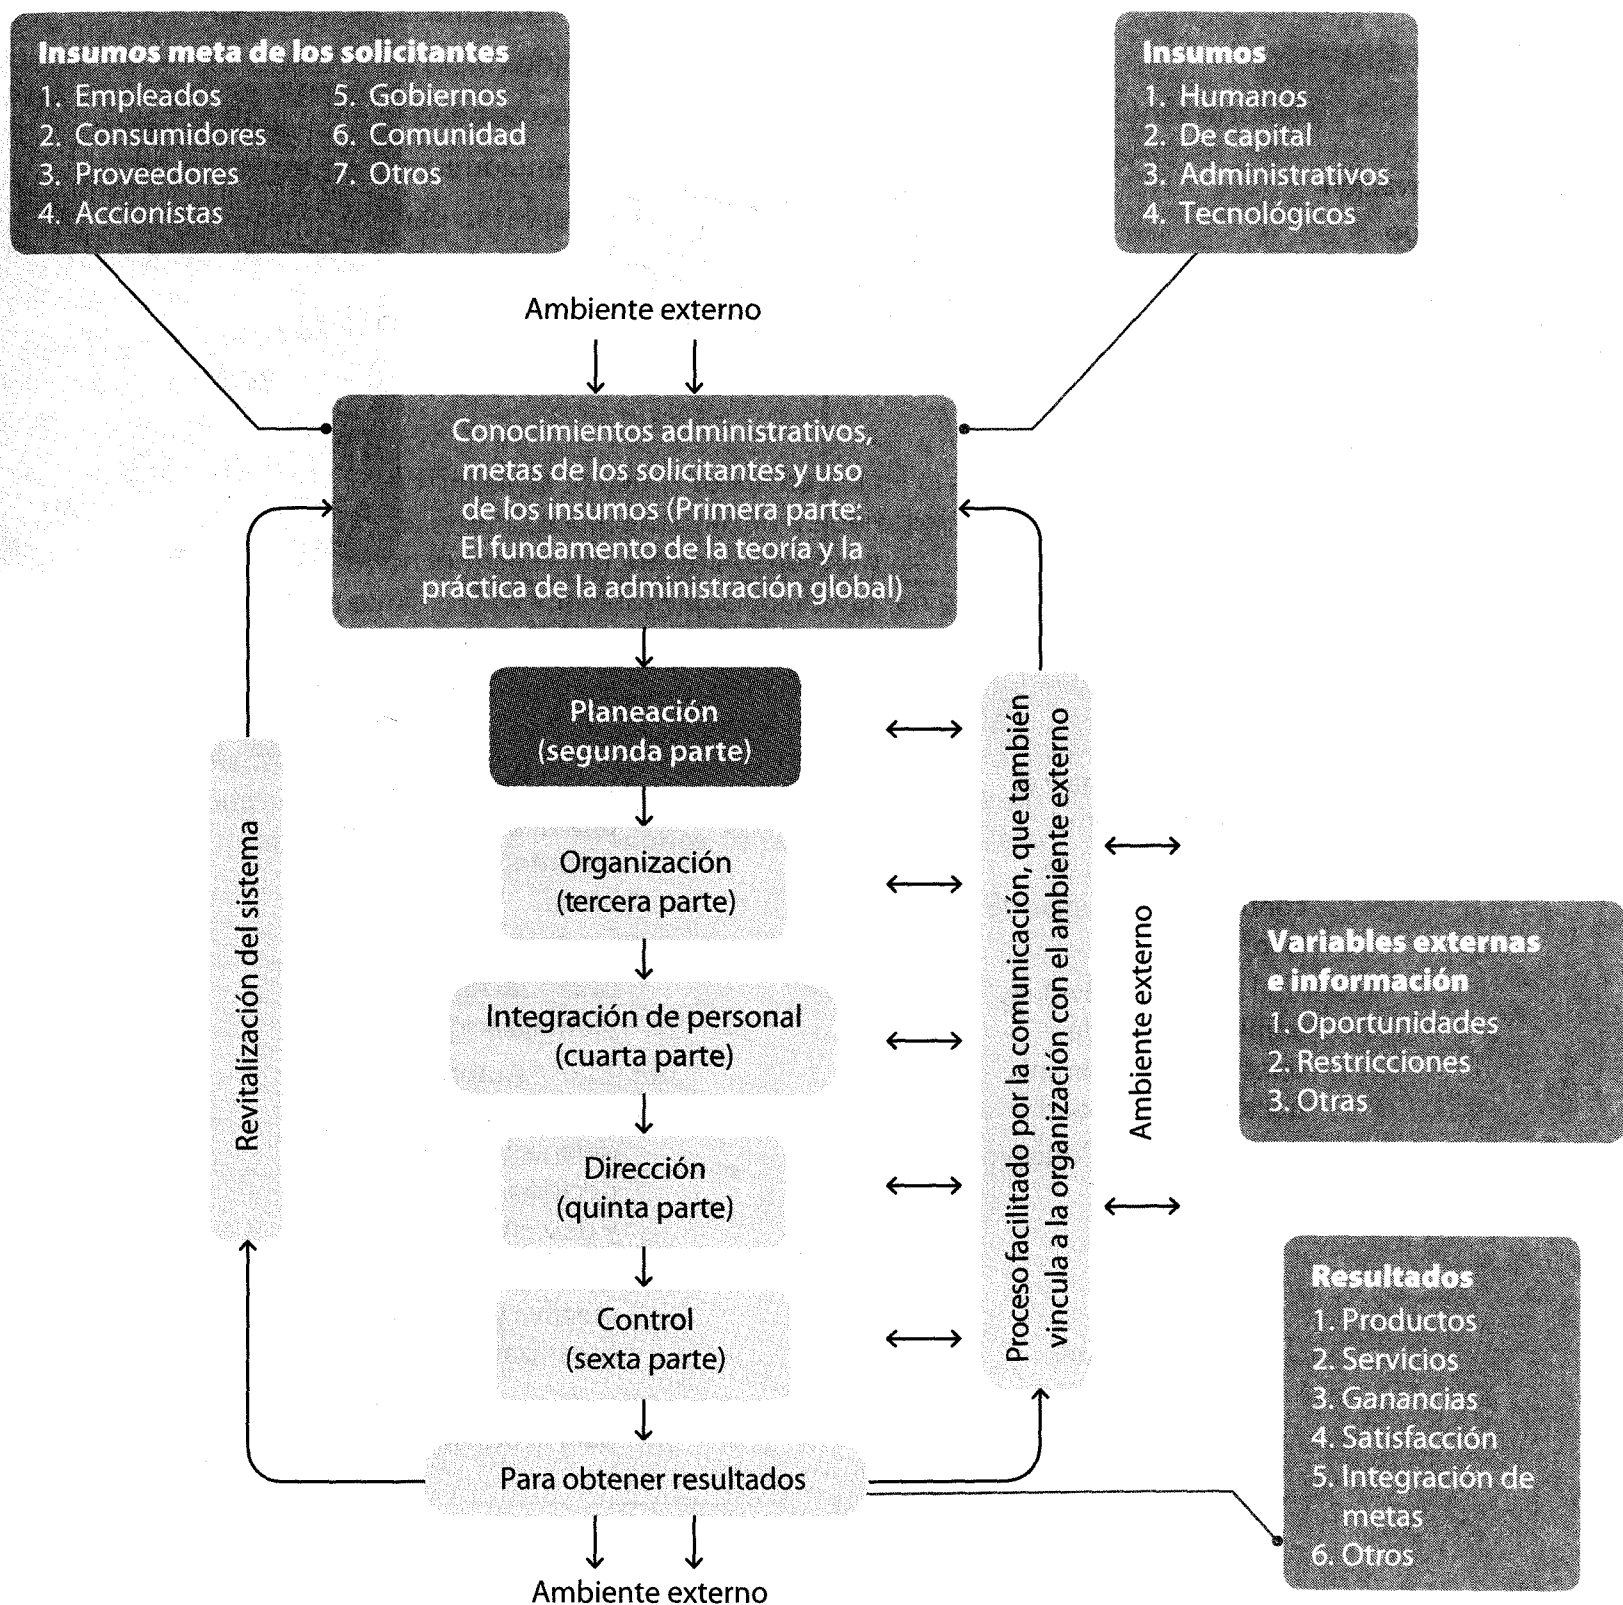 Insumos meta de los solicitantes
1. Empleados
2. Consumidores
3. Proveedores
4. Accionistas
5. Gobiernos
6. Comunidad
7. Otros
Insumos
1. Humanos
2. De capital
3. Administrativos
4. Tecnológicos
Ambiente externo
Conocimientos administrativos,
metas de los solicitantes y uso
de los insumos (Primera parte:
El fundamento de la teoría y la
práctica de la administración global)
Planeación
(segunda parte)
Organización
(tercera parte)
Integración de personal
(cuarta parte)
Dirección
(quinta parte)
Control
(sexta parte)
Para obtener resultados
Ambiente externo
Revitalización del sistema
Proceso facilitado por la comunicación, que también
vincula a la organización con el ambiente externo
Ambiente externo
Variables externas
e información
1. Oportunidades
2. Restricciones
3. Otras
Resultados
1. Productos
2. Servicios
3. Ganancias
4. Satisfacción
5. Integración de
metas
6. Otros